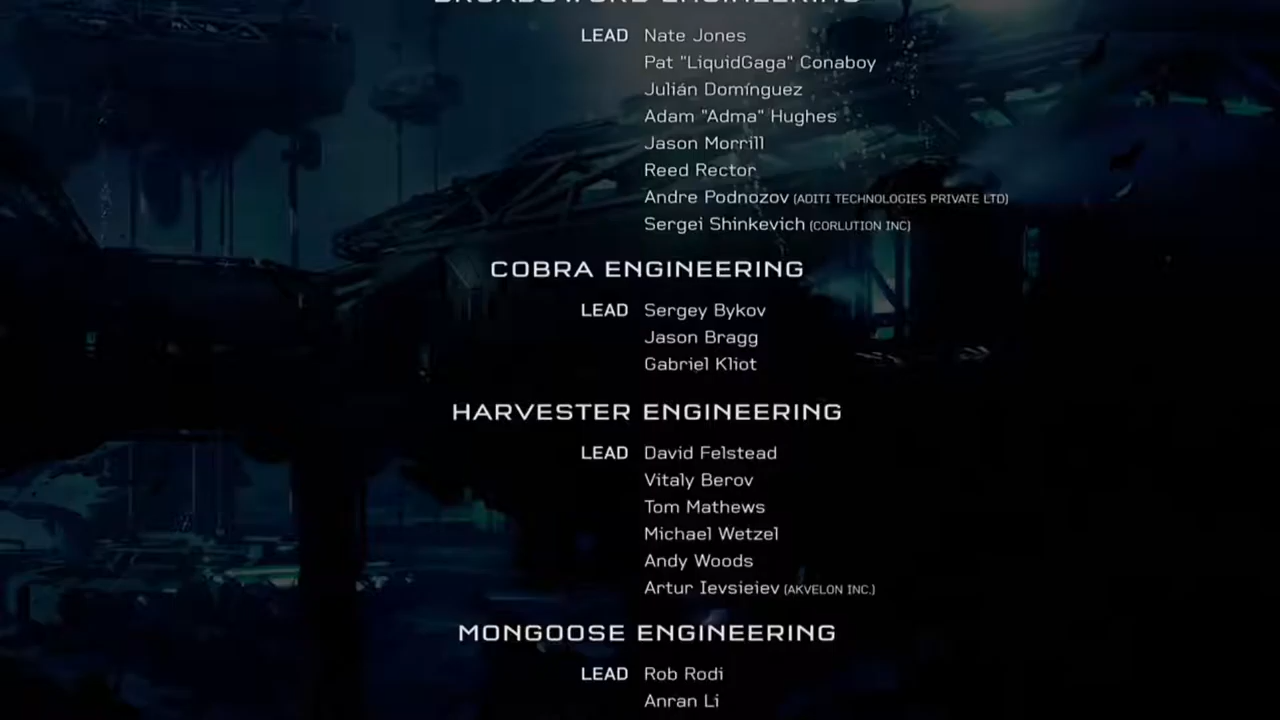 BROADSWORD ENGINEERING
LEAD Nate Jones
Pat "LiquidGaga" Conaboy
Julián Domínguez
Adam "Adma" Hughes
Jason Morrill
Reed Rector
Andre Podnozov (ADITI TECHNOLOGIES PRIVATE LTD)
Sergei Shinkevich (CORLUTION INC)
COBRA ENGINEERING
LEAD Sergey Bykov
Jason Bragg
Gabriel Kliot
HARVESTER ENGINEERING
LEAD David Felstead
Vitaly Berov
Tom Mathews
Michael Wetzel
Andy Woods
Artur Ievsieiev (AKVELON INC.)
MONGOOSE ENGINEERING
LEAD Rob Rodi
Anran Li